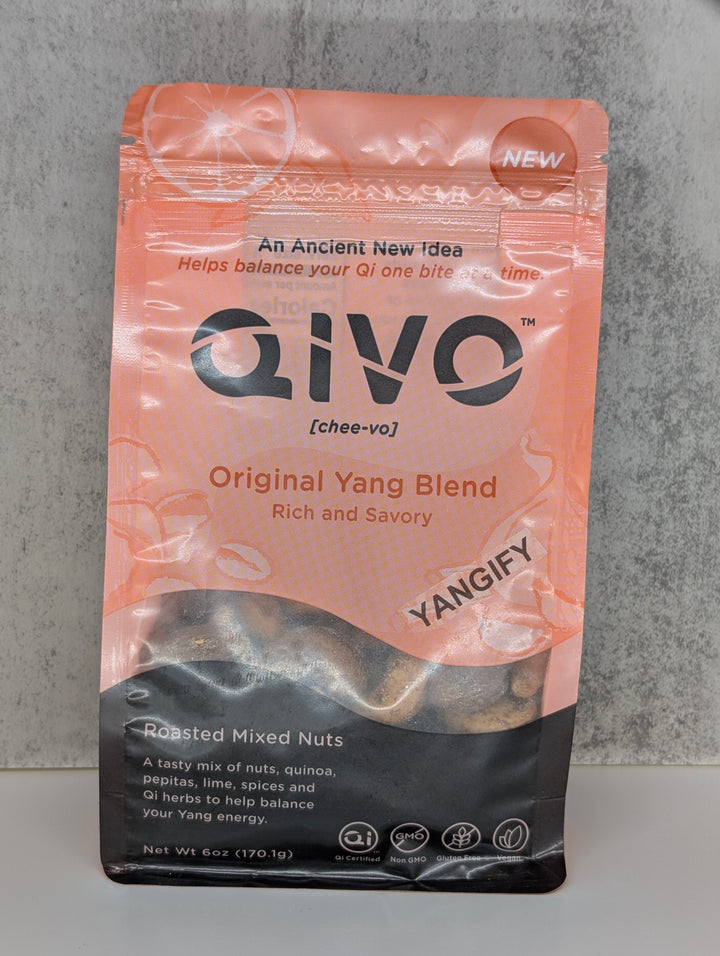 NEW
An Ancient New Idea
Helps balance your Qi one bite at a time.
QIVO™
[chee-vo]
Original Yang Blend
Rich and Savory
YANGIFY
Roasted Mixed Nuts
A tasty mix of nuts, quinoa,
pepitas, lime, spices and
Qi herbs to help balance
your Yang energy.
Net Wt 6oz (170.1g)
Qi
GMO
Qi Certified
Non GMO
Gluten Free
Vegan